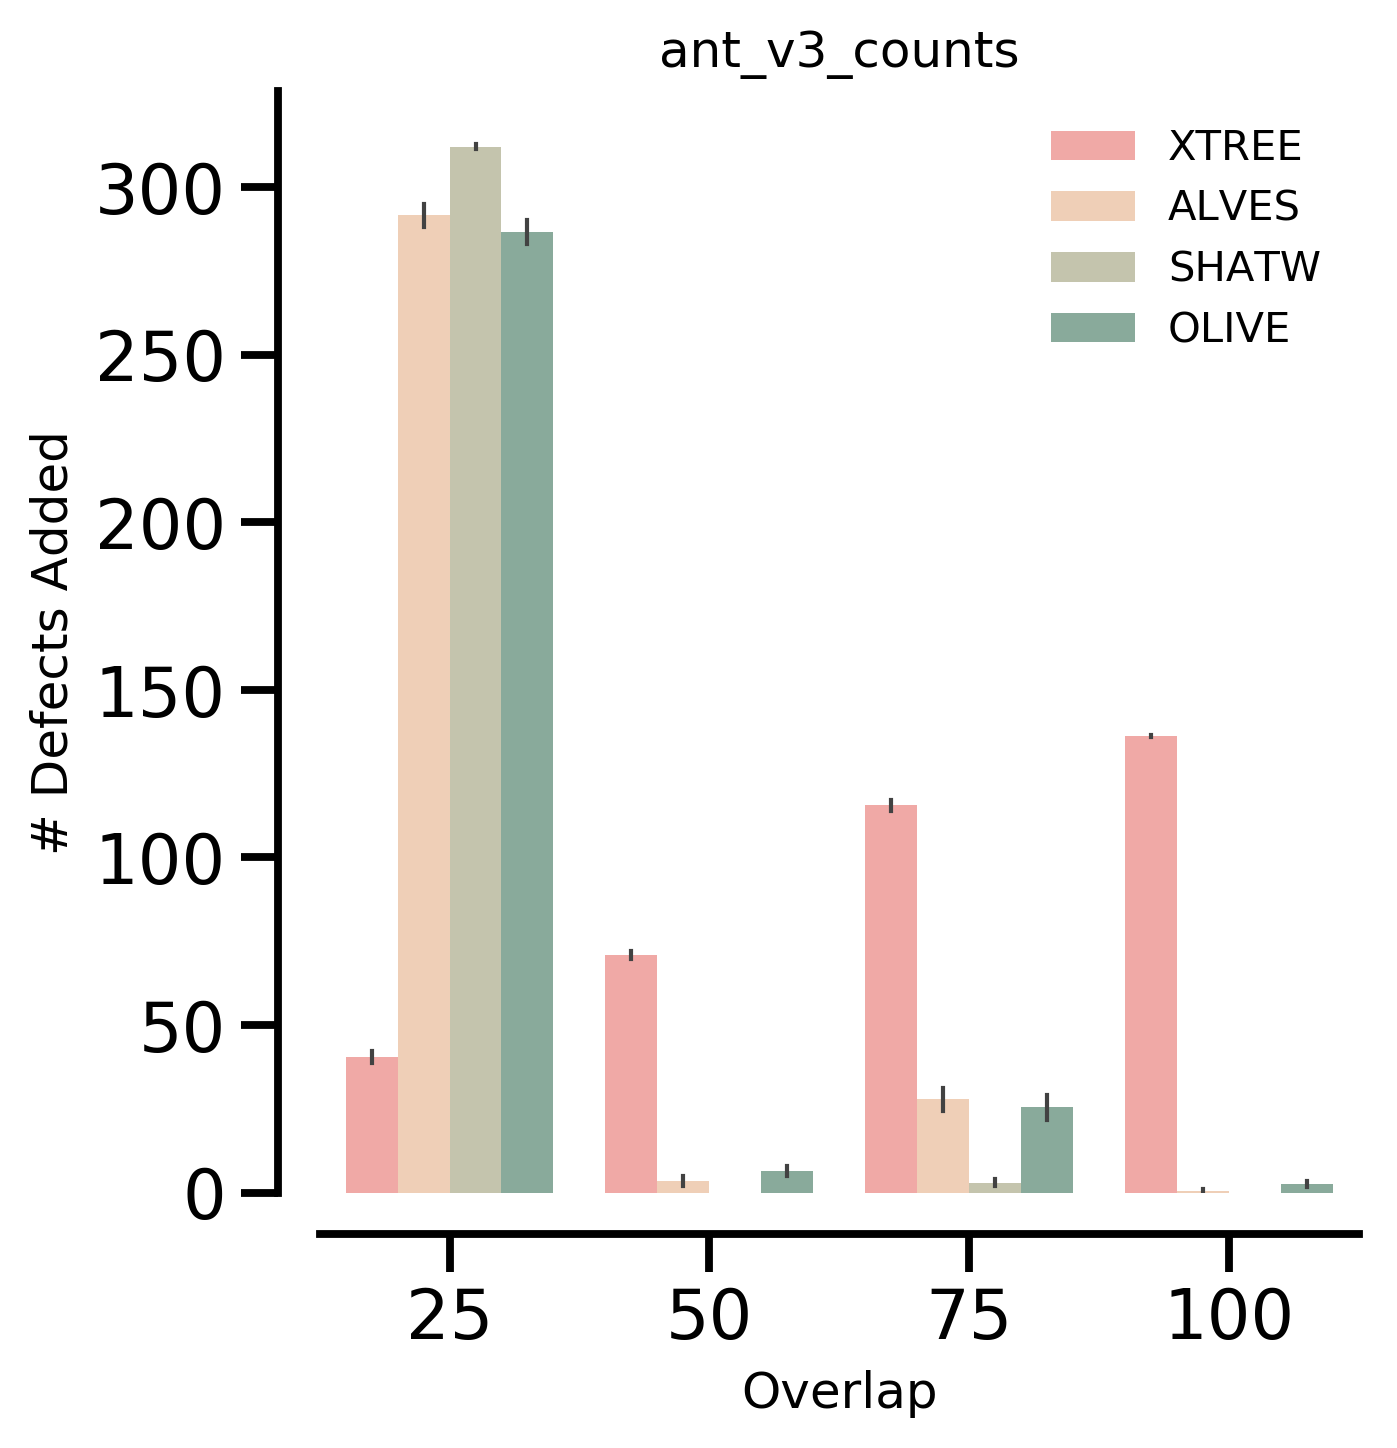 ant_v3_counts
XTREE
ALVES
SHATW
OLIVE
# Defects Added
300
250
200
150
100
50
0
25 50 75 100
Overlap